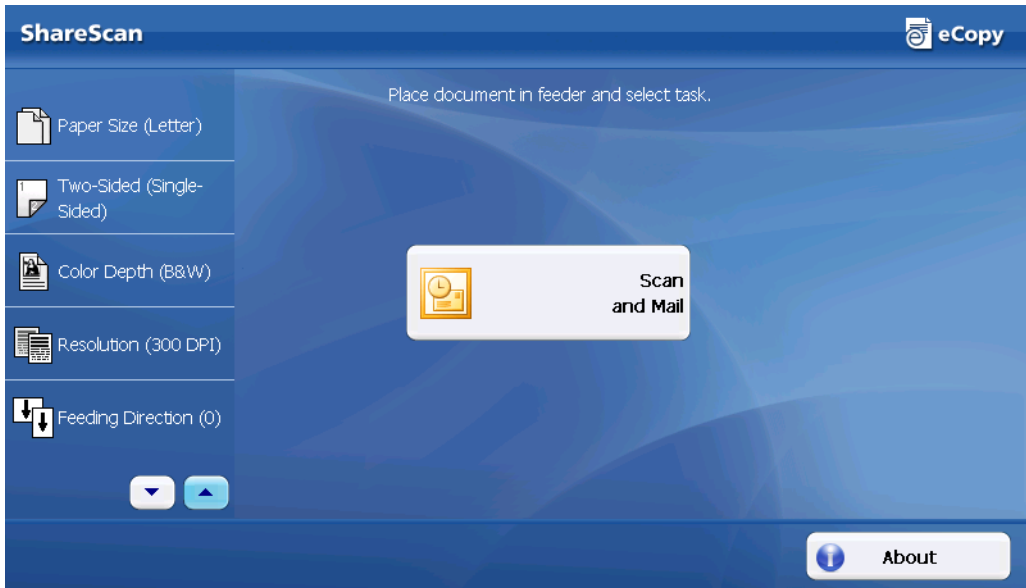 ShareScan
eCopy
Place document in feeder and select task.
Paper Size (Letter)
Two-Sided (Single-
Sided)
Color Depth (B&W)
Resolution (300 DPI)
Feeding Direction (0)
Scan
and Mail
About